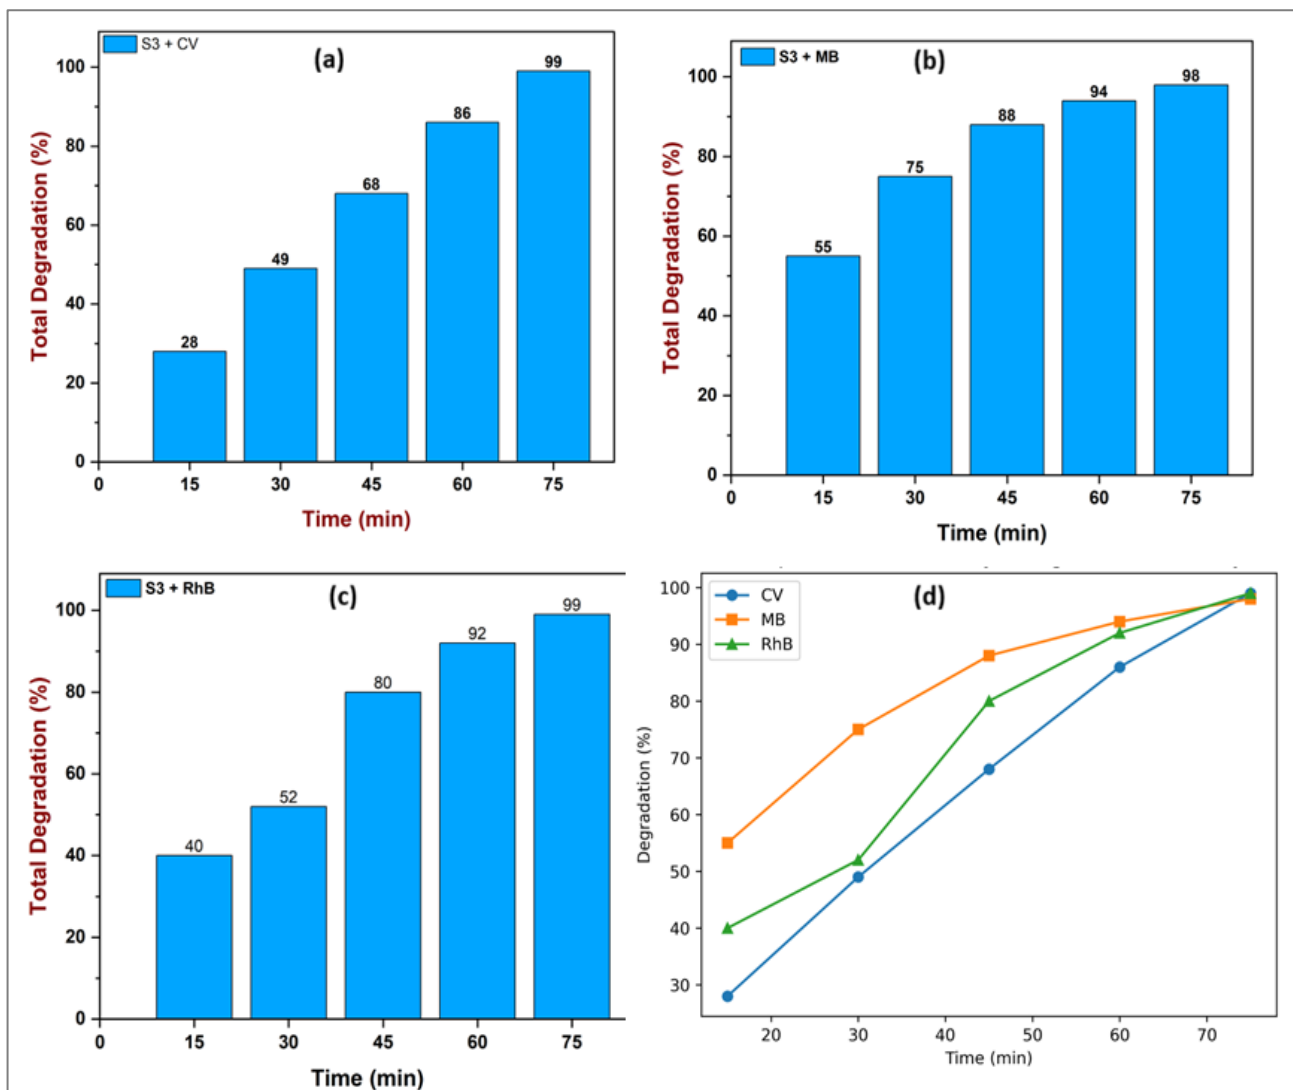 S3 + CV
(a)
Total Degradation (%)
100
80
60
40
20
0
28
49
68
86
99
0 15 30 45 60 75
Time (min)
S3 + MB
(b)
Total Degradation (%)
100
80
60
40
20
0
55
75
88
94
98
0 15 30 45 60 75
Time (min)
S3 + RhB
(c)
Total Degradation (%)
100
80
60
40
20
0
40
52
80
92
99
0 15 30 45 60 75
Time (min)
CV
MB
RhB
(d)
Degradation (%)
100
90
80
70
60
50
40
30
20 30 40 50 60 70
Time (min)